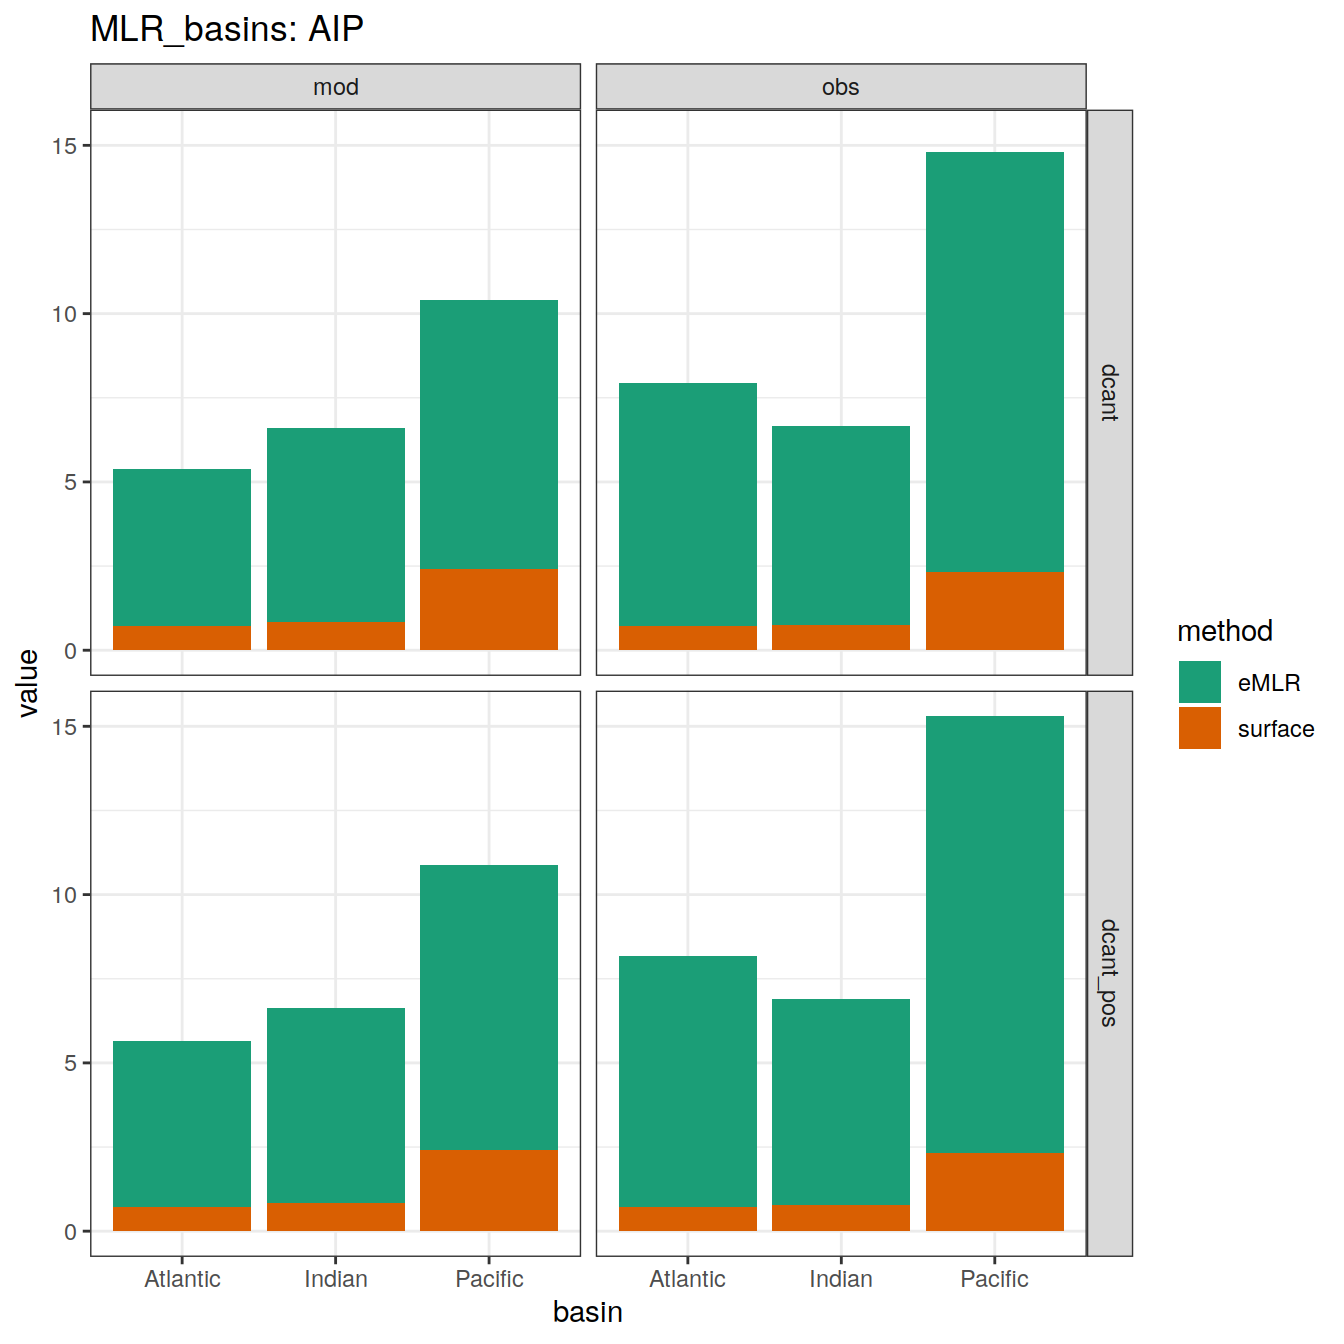 MLR_basins: AIP
mod
obs
15
10
5
0
dcant
15
10
5
0
dcant_pos
value
Atlantic
Indian
Pacific
Atlantic
Indian
Pacific
basin
method
eMLR
surface